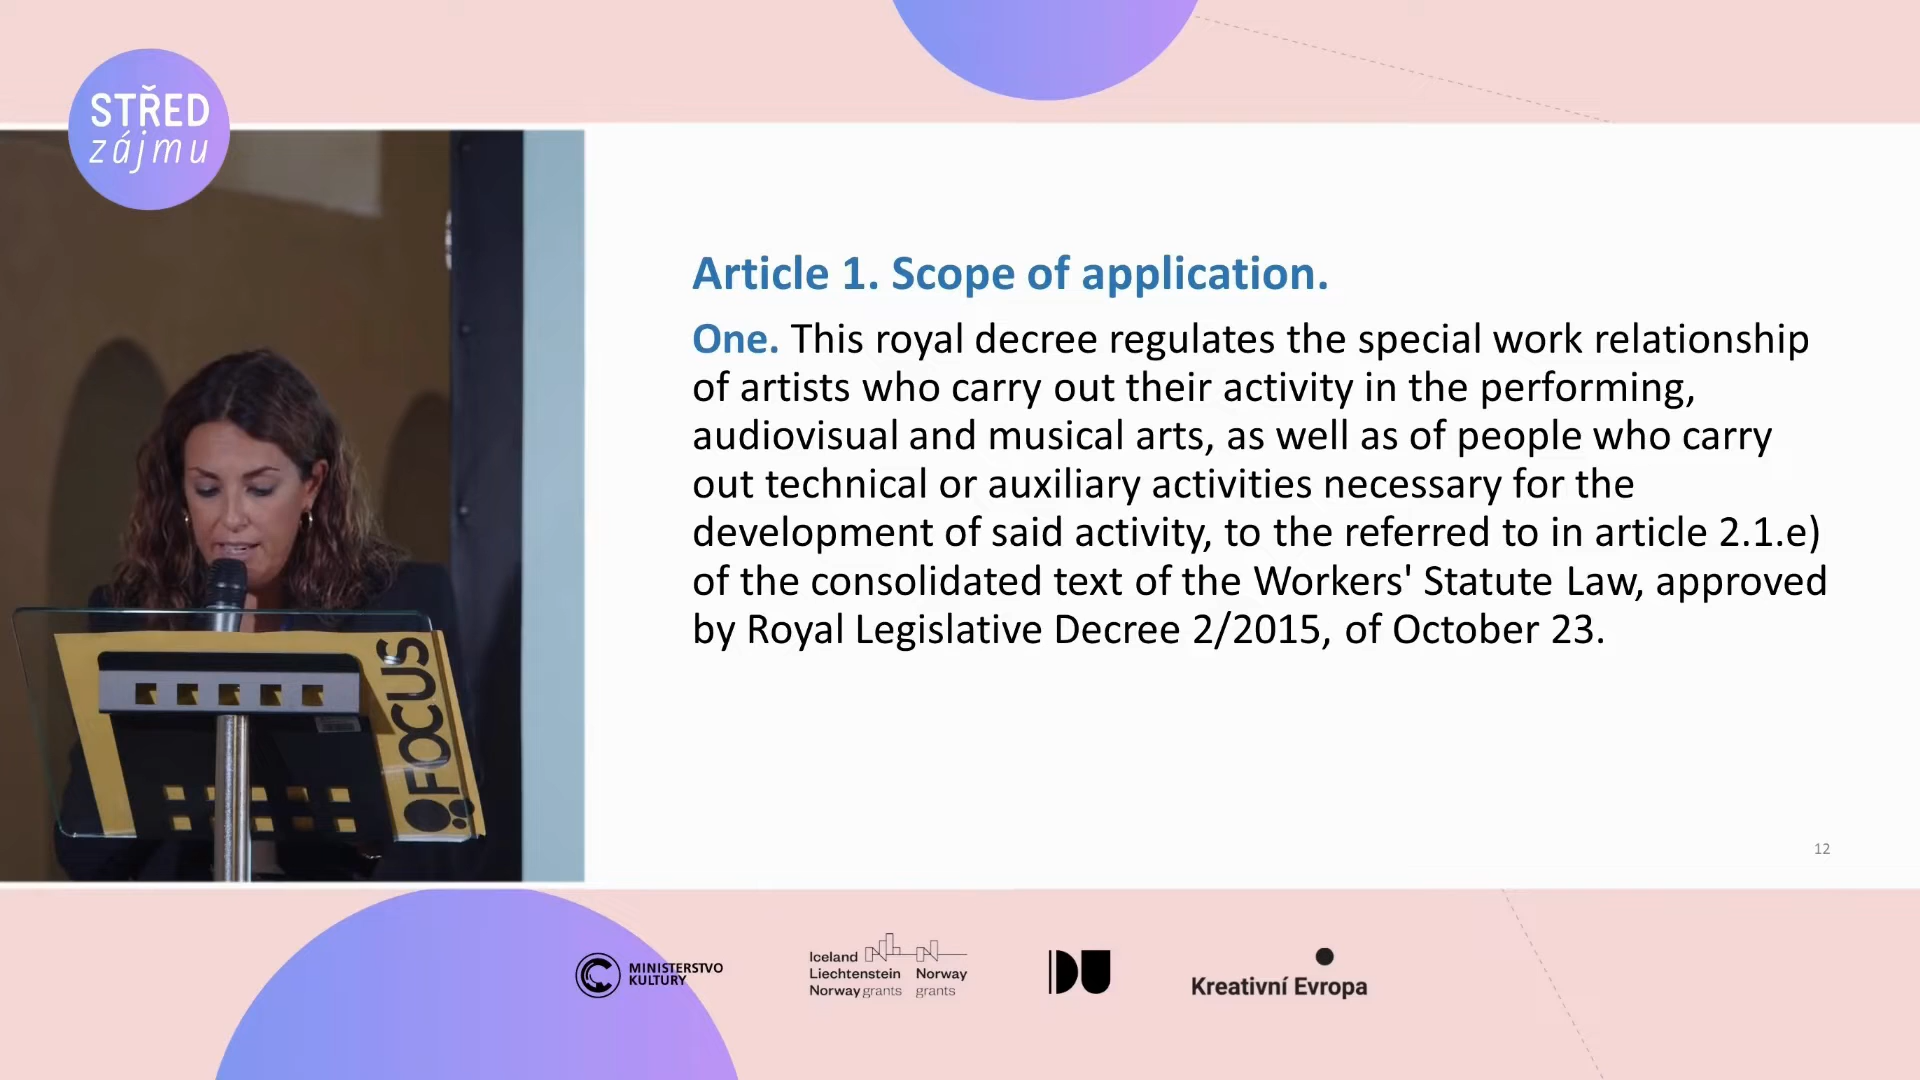 STŘED
zájmu
Article 1. Scope of application.
One. This royal decree regulates the special work relationship
of artists who carry out their activity in the performing,
audiovisual and musical arts, as well as of people who carry
out technical or auxiliary activities necessary for the
development of said activity, to the referred to in article 2.1.e)
of the consolidated text of the Workers' Statute Law, approved
by Royal Legislative Decree 2/2015, of October 23.
FOCUS
12
MINISTERSTVO
KULTURY
Iceland
Liechtenstein
Norway grants
Norway
grants
DU
Kreativní Evropa